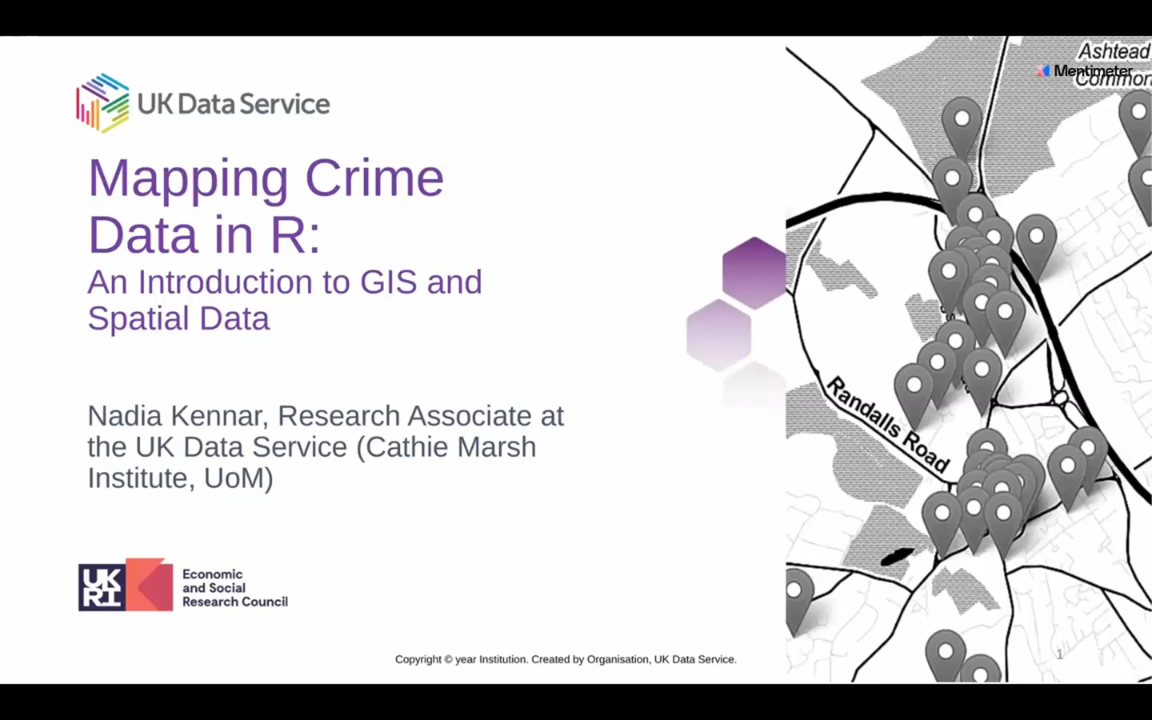 UK Data Service
Mapping Crime
Data in R:
An Introduction to GIS and
Spatial Data
Nadia Kennar, Research Associate at
the UK Data Service (Cathie Marsh
Institute, UoM)
UK
RI
Economic
and Social
Research Council
Copyright © year Institution. Created by Organisation, UK Data Service.
Ashtead
Mentimeter
Common
Randalls Road
1